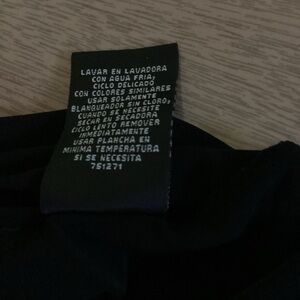 LAVAR EN LAVADORA
CON AGUA FRIA,
CICLO DELICADO
CON COLORES SIMILARES
USAR SOLAMENTE
BLANQUEADOR SIN CLORO,
CUANDO SE NECESITE
SECAR EN SECADORA
CICLO LENTO REMOVER
INMEDIATAMENTE
USAR PLANCHA EN
MINIMA TEMPERATURA
SI SE NECESITA
751271